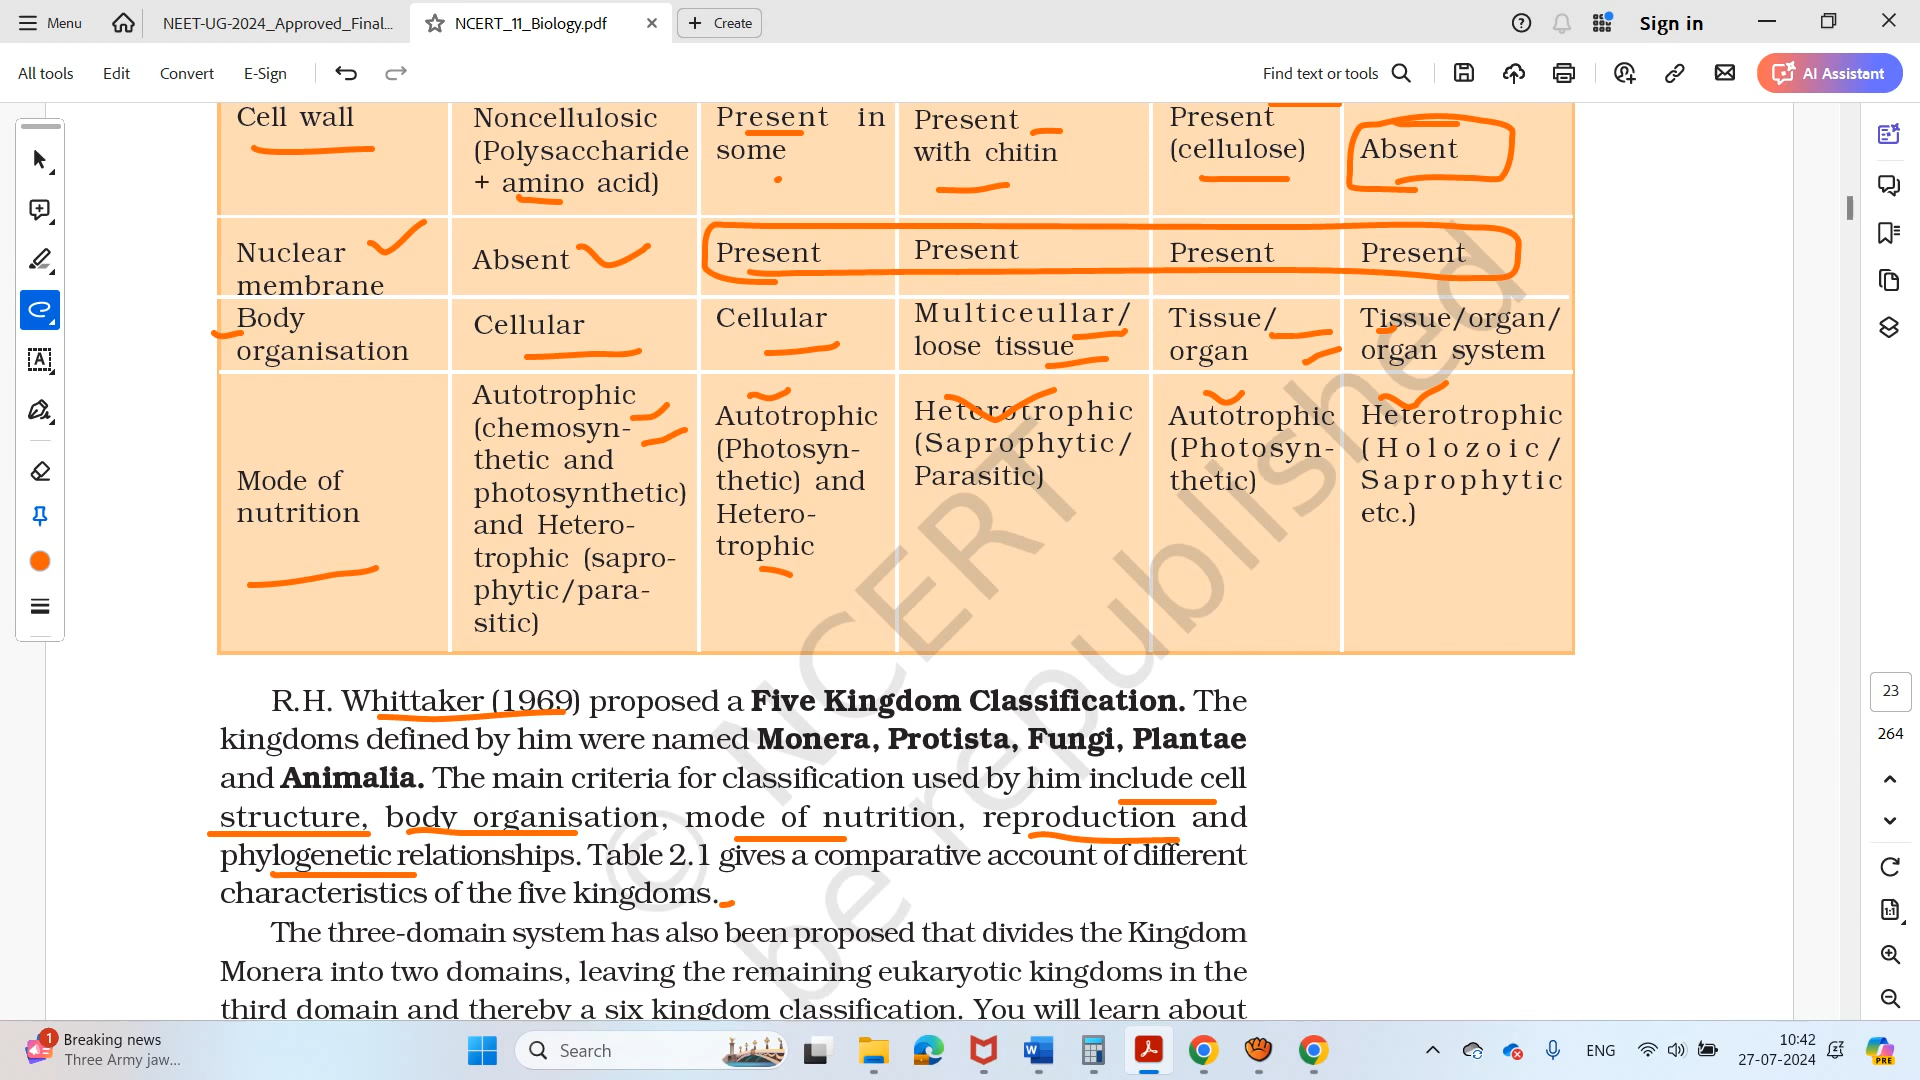 Menu
NEET-UG-2024_Approved_Final...
NCERT_11_Biology.pdf
Create
Sign in
All tools
Edit
Convert
E-Sign
Find text or tools
AI Assistant
Cell wall
Noncellulosic
(Polysaccharide
+ amino acid)
Present in
some
Present
with chitin
Present
(cellulose)
Absent
Nuclear
membrane
Absent
Present
Present
Present
Present
Body
organisation
Cellular
Cellular
Multiceullar/
loose tissue
Tissue/
organ
Tissue/organ/
organ system
Mode of
nutrition
Autotrophic
(chemosyn-
thetic and
photosynthetic)
and Hetero-
trophic (sapro-
phytic/para-
sitic)
Autotrophic
(Photosyn-
thetic) and
Hetero-
trophic
Heterotrophic
(Saprophytic/
Parasitic)
Autotrophic
(Photosyn-
thetic)
Heterotrophic
(Holozoic/
Saprophytic
etc.)
R.H. Whittaker (1969) proposed a Five Kingdom Classification. The
kingdoms defined by him were named Monera, Protista, Fungi, Plantae
and Animalia. The main criteria for classification used by him include cell
structure, body organisation, mode of nutrition, reproduction and
phylogenetic relationships. Table 2.1 gives a comparative account of different
characteristics of the five kingdoms.
The three-domain system has also been proposed that divides the Kingdom
Monera into two domains, leaving the remaining eukaryotic kingdoms in the
third domain and thereby a six kingdom classification. You will learn about
© NCERT
be republished
23
264
1
Breaking news
Three Army jaw...
Search
ENG
10:42
27-07-2024
PRE